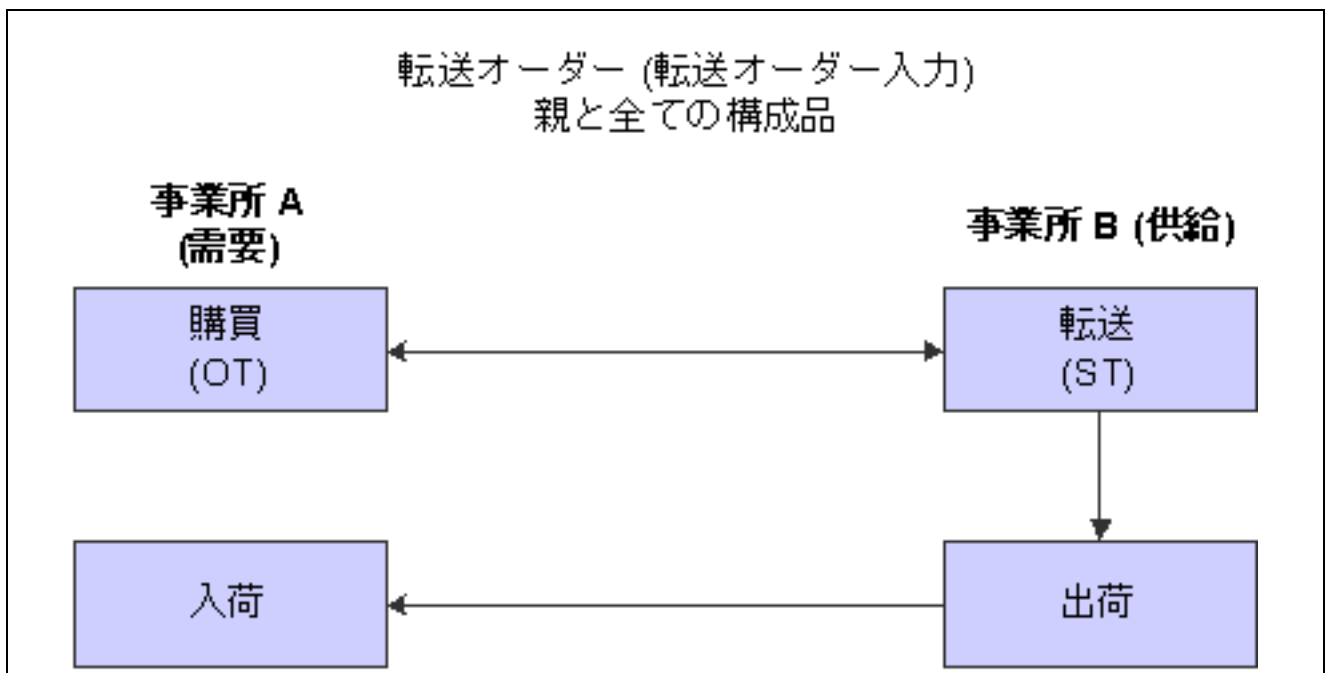 転送オーダー (転送オーダー入力)
親と全ての構成品
事業所 A
(需要)
事業所 B (供給)
購買
(OT)
転送
(ST)
入荷
出荷